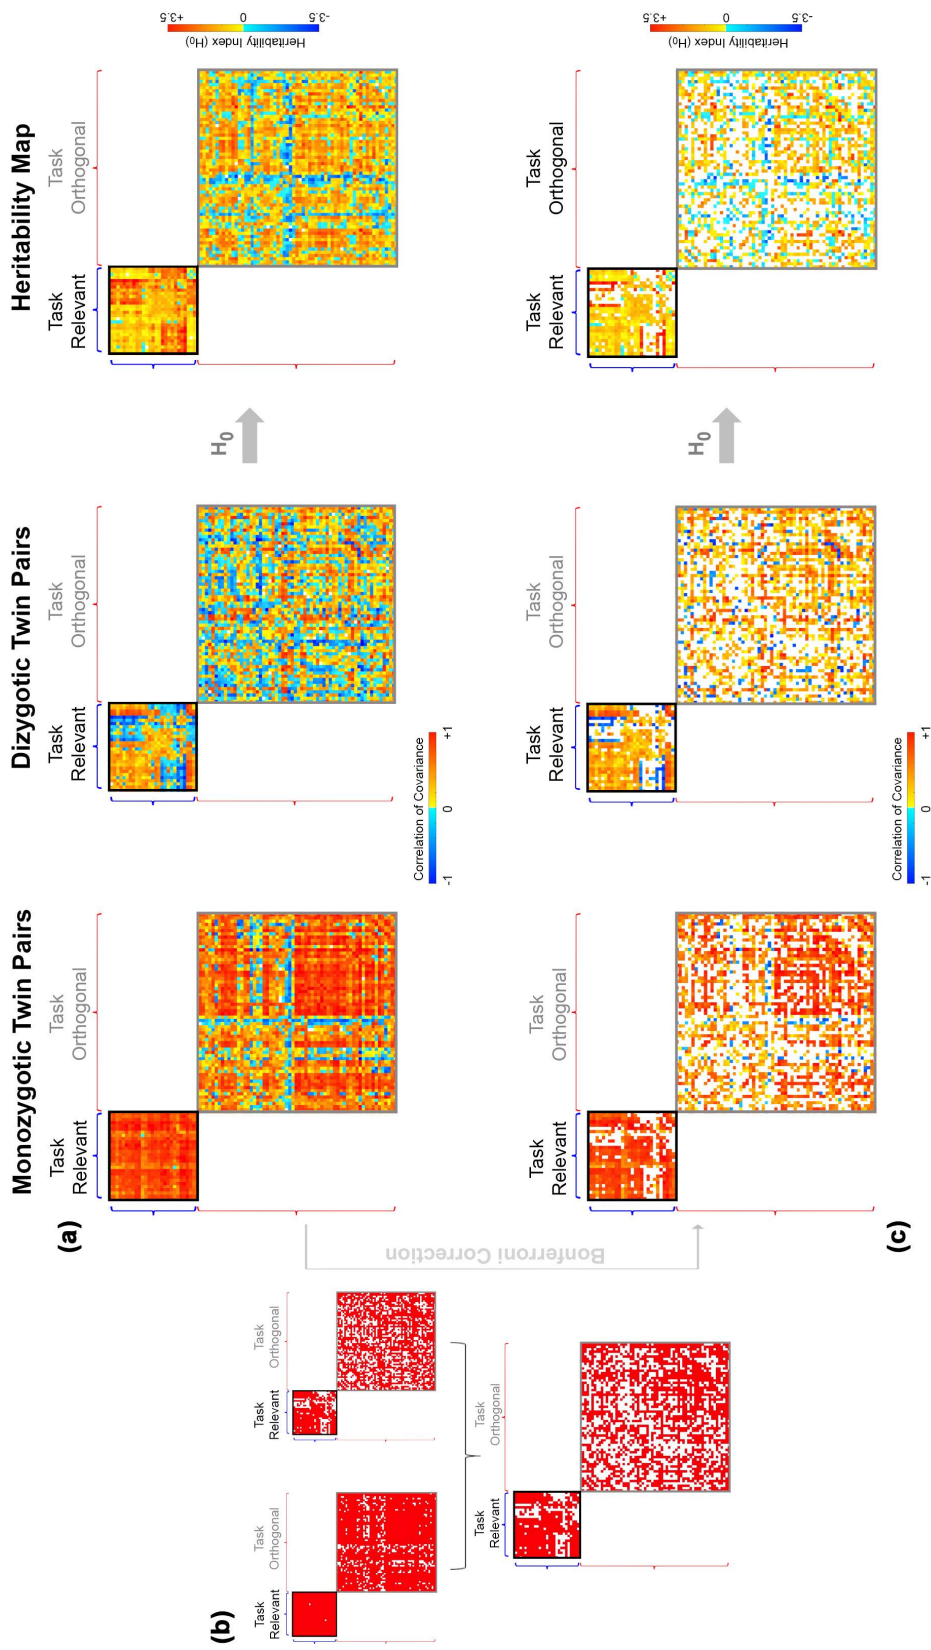 Monozygotic Twin Pairs
Dizygotic Twin Pairs
Heritability Map
(a)
Task
Relevant
Task
Orthogonal
Task
Relevant
Task
Orthogonal
H0
Task
Relevant
Task
Orthogonal
Correlation of Covariance
-1
0
+1
Heritability Index (H0)
+3.5
0
-3.5
(b)
Task
Relevant
Task
Orthogonal
Task
Relevant
Task
Orthogonal
Task
Relevant
Task
Orthogonal
Bonferroni Correction
(c)
Task
Relevant
Task
Orthogonal
Task
Relevant
Task
Orthogonal
H0
Task
Relevant
Task
Orthogonal
Correlation of Covariance
-1
0
+1
Heritability Index (H0)
+3.5
0
-3.5